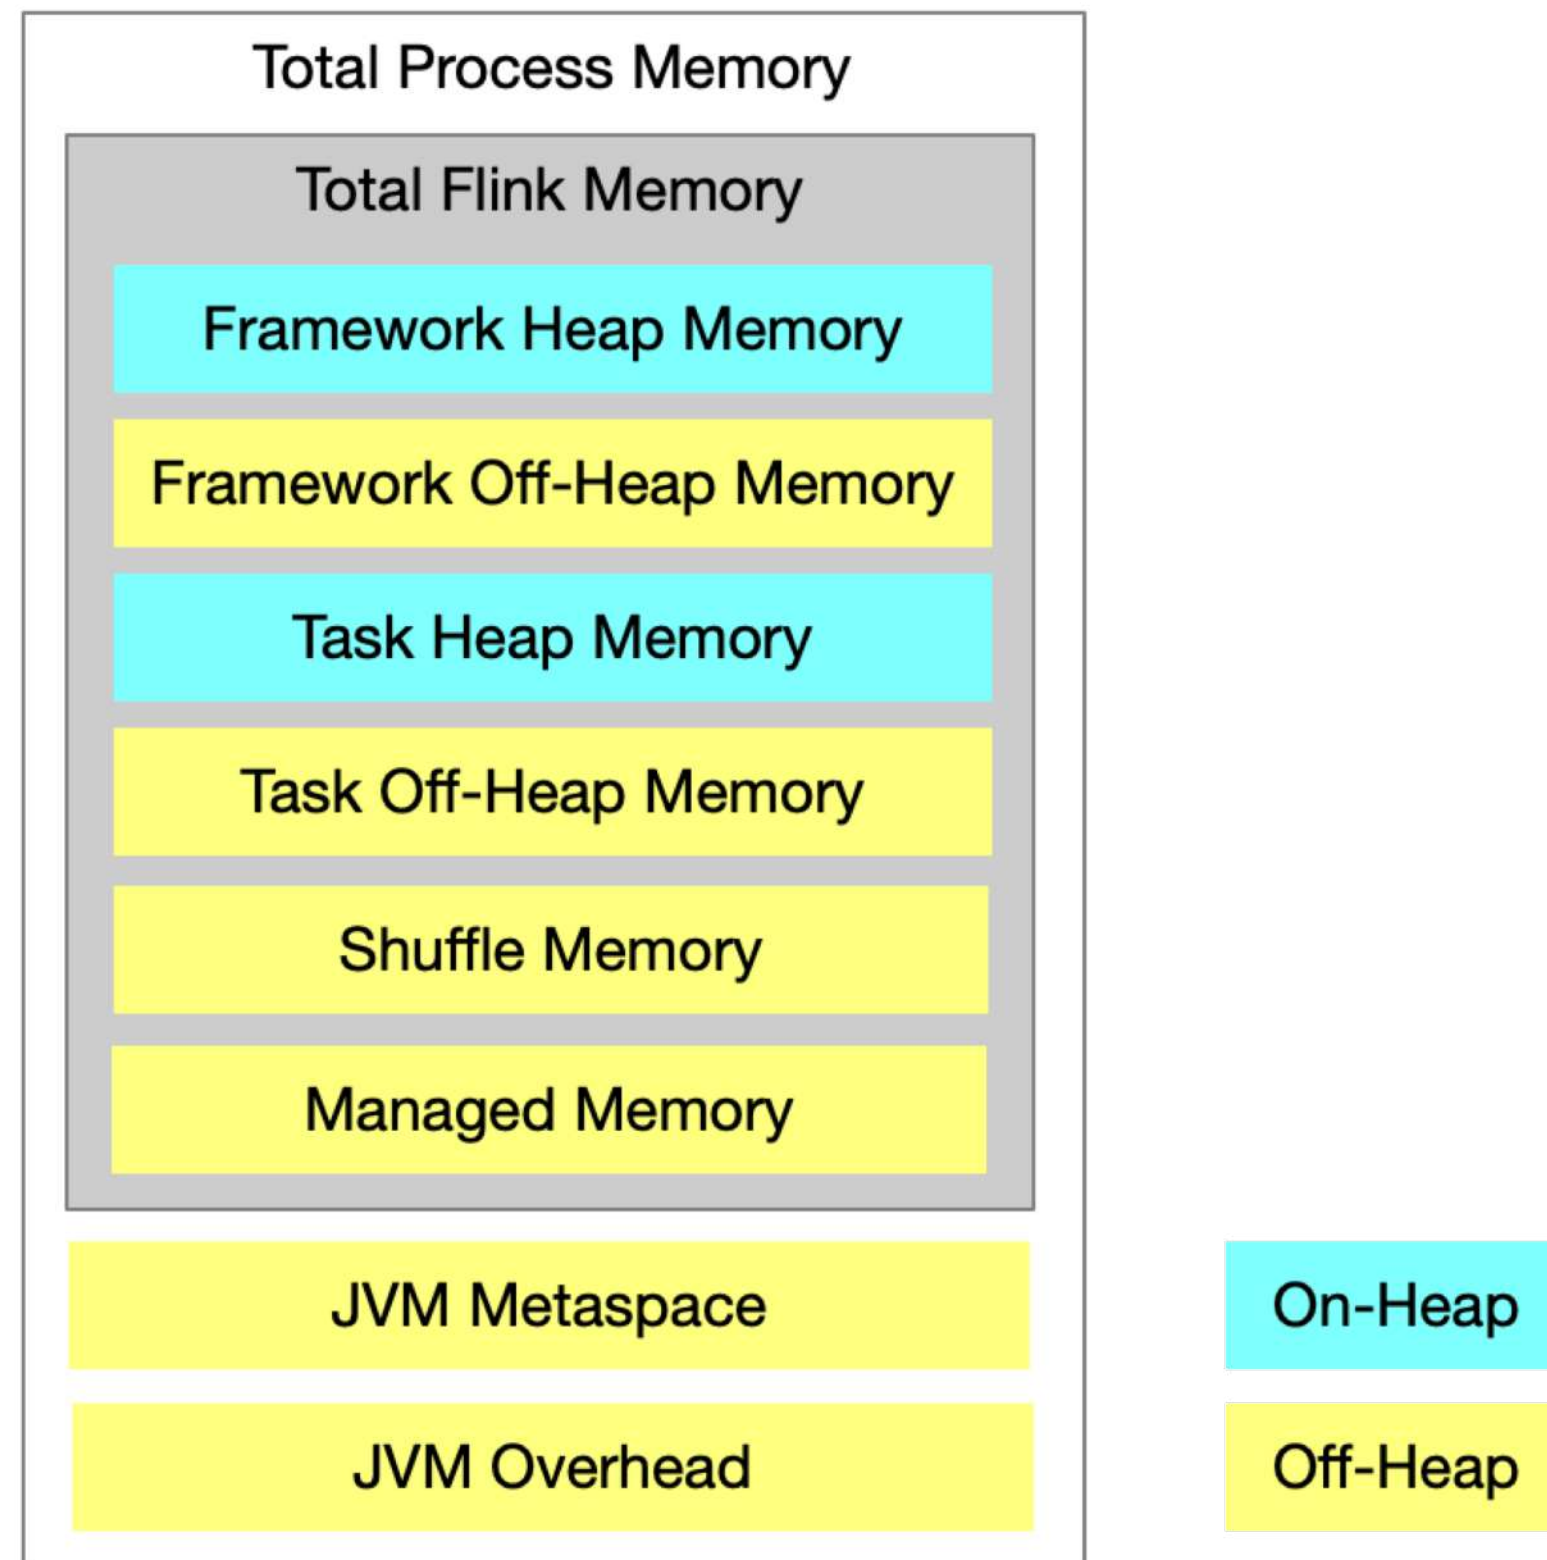 Total Process Memory
Total Flink Memory
Framework Heap Memory
Framework Off-Heap Memory
Task Heap Memory
Task Off-Heap Memory
Shuffle Memory
Managed Memory
JVM Metaspace
On-Heap
JVM Overhead
Off-Heap